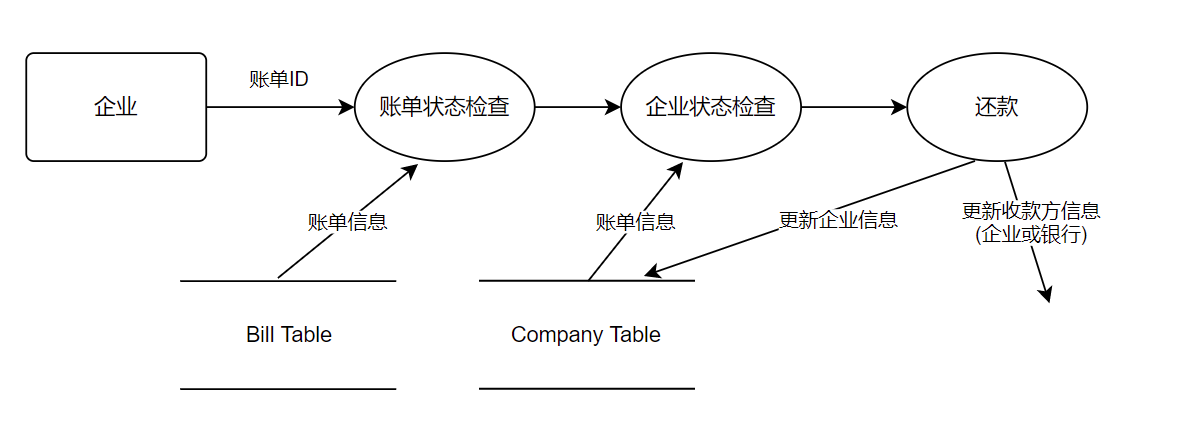 账单ID
企业
账单状态检查
企业状态检查
还款
账单信息
账单信息
更新企业信息
更新收款方信息
(企业或银行)
Bill Table
Company Table